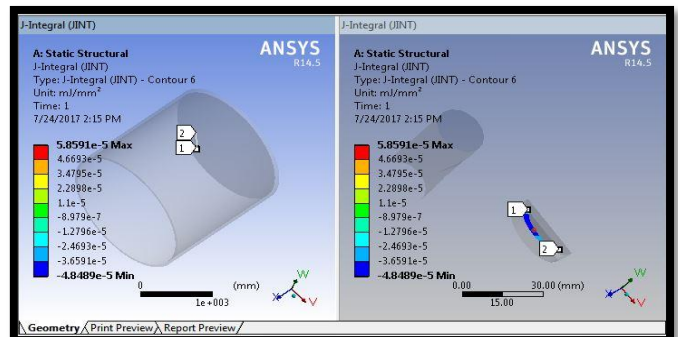 J-Integral (JINT)
A: Static Structural
J-Integral (JINT)
Type: J-Integral (JINT) - Contour 6
Unit: mJ/mm²
Time: 1
7/24/2017 2:15 PM
ANSYS
R14.5
5.8591e-5 Max
4.6693e-5
3.4795e-5
2.2898e-5
1.1e-5
-8.979e-7
-1.2796e-5
-2.4693e-5
-3.6591e-5
-4.8489e-5 Min
2
1
0
(mm)
1e+003
W
X
V
J-Integral (JINT)
A: Static Structural
J-Integral (JINT)
Type: J-Integral (JINT) - Contour 6
Unit: mJ/mm²
Time: 1
7/24/2017 2:15 PM
ANSYS
R14.5
5.8591e-5 Max
4.6693e-5
3.4795e-5
2.2898e-5
1.1e-5
-8.979e-7
-1.2796e-5
-2.4693e-5
-3.6591e-5
-4.8489e-5 Min
1
2
0.00
30.00 (mm)
15.00
W
X
V
Geometry Print Preview Report Preview